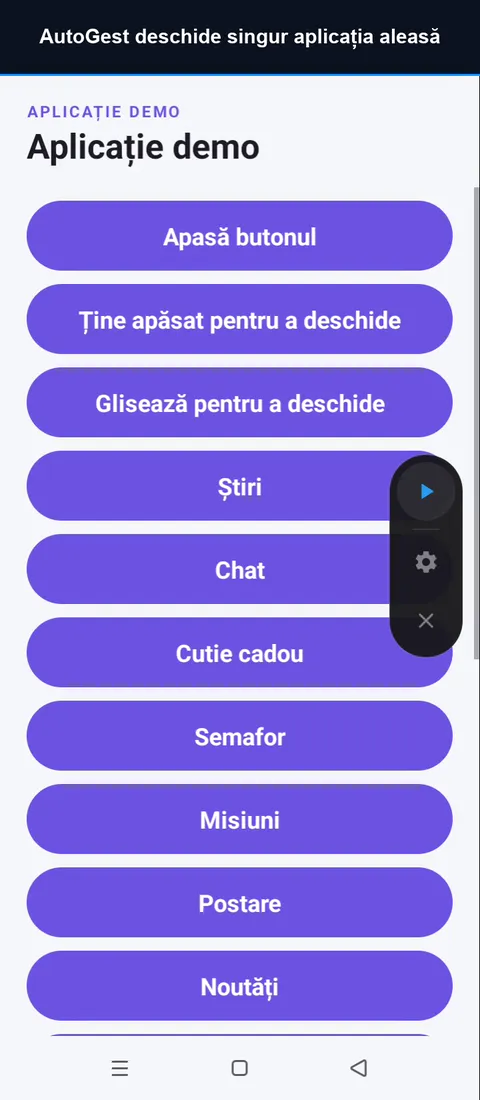 AutoGest deschide singur aplicația aleasă
APLICAȚIE DEMO
Aplicație demo
Apasă butonul
Ține apăsat pentru a deschide
Glisează pentru a deschide
Știri
Chat
Cutie cadou
Semafor
Misiuni
Postare
Noutăți